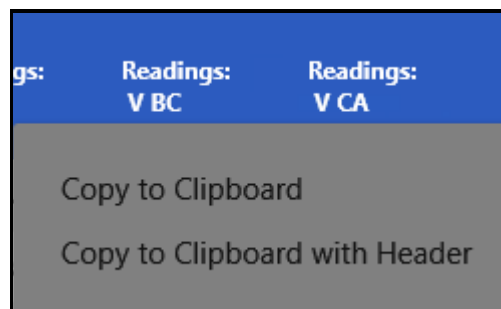 gs: Readings: Readings:
V BC V CA
Copy to Clipboard
Copy to Clipboard with Header